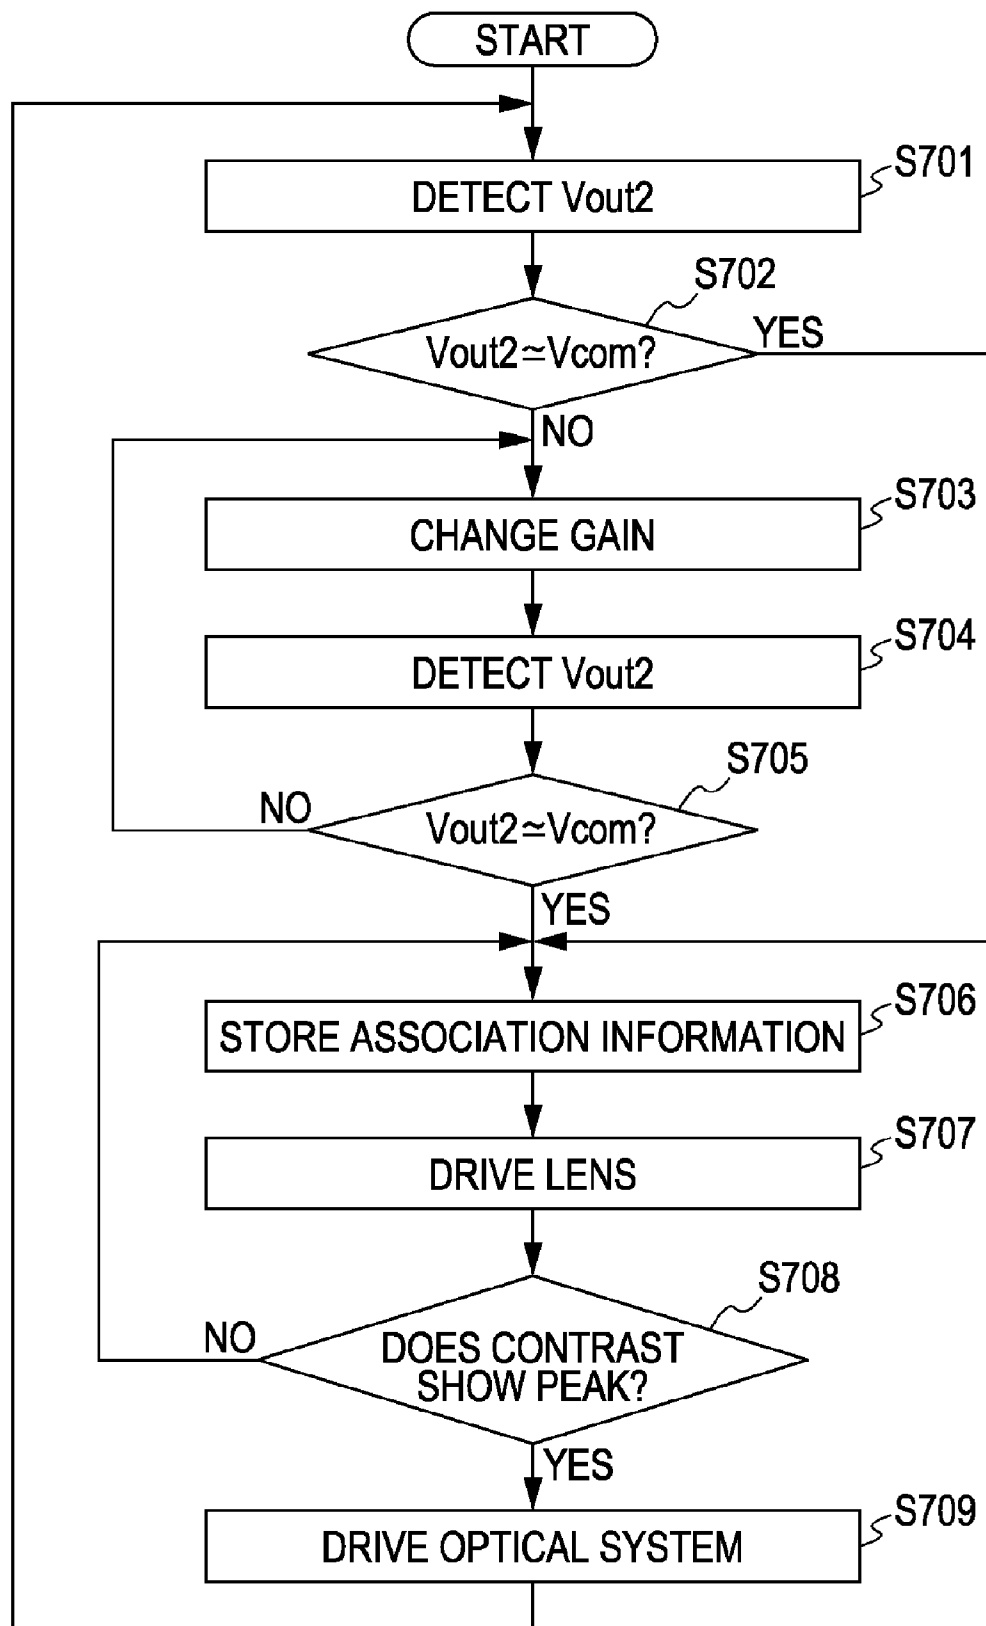 START
S701
DETECT Vout2
S702
Vout2≃Vcom?
YES
NO
S703
CHANGE GAIN
S704
DETECT Vout2
S705
NO
Vout2≃Vcom?
YES
S706
STORE ASSOCIATION INFORMATION
S707
DRIVE LENS
S708
NO
DOES CONTRAST
SHOW PEAK?
YES
S709
DRIVE OPTICAL SYSTEM